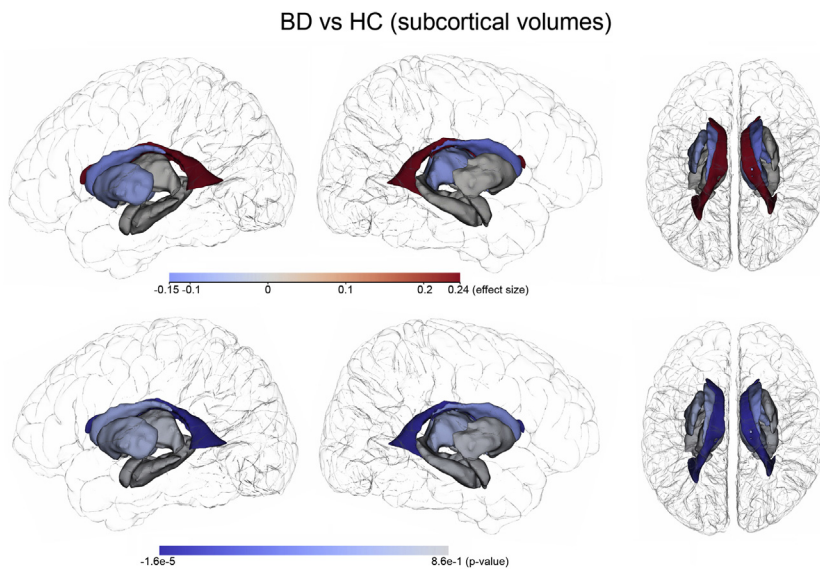 BD vs HC (subcortical volumes)
-0.15 -0.1 0 0.1 0.2 0.24 (effect size)
-1.6e-5 8.6e-1 (p-value)